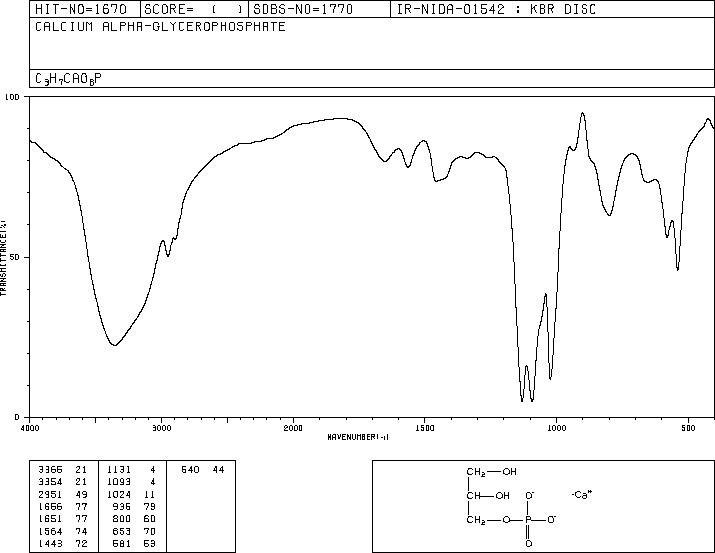 HIT-NO=1670 SCORE= ( ) SDBS-NO=1770 IR-NIDA-01542 : KBR DISC
CALCIUM ALPHA-GLYCEROPHOSPHATE
C₃H₇CAO₆P
100
50
0
TRANSMITTANCE(%)
4000 3000 2000 1500 1000 500
WAVENUMBER(-1)
3366 21 1131 4 540 44
3354 21 1093 4
2951 49 1024 11
1666 77 936 79
1651 77 800 60
1564 74 653 70
1443 72 581 53
CH₂ OH
CH OH O⁻ ·Ca⁺⁺
CH₂ O P O⁻
O